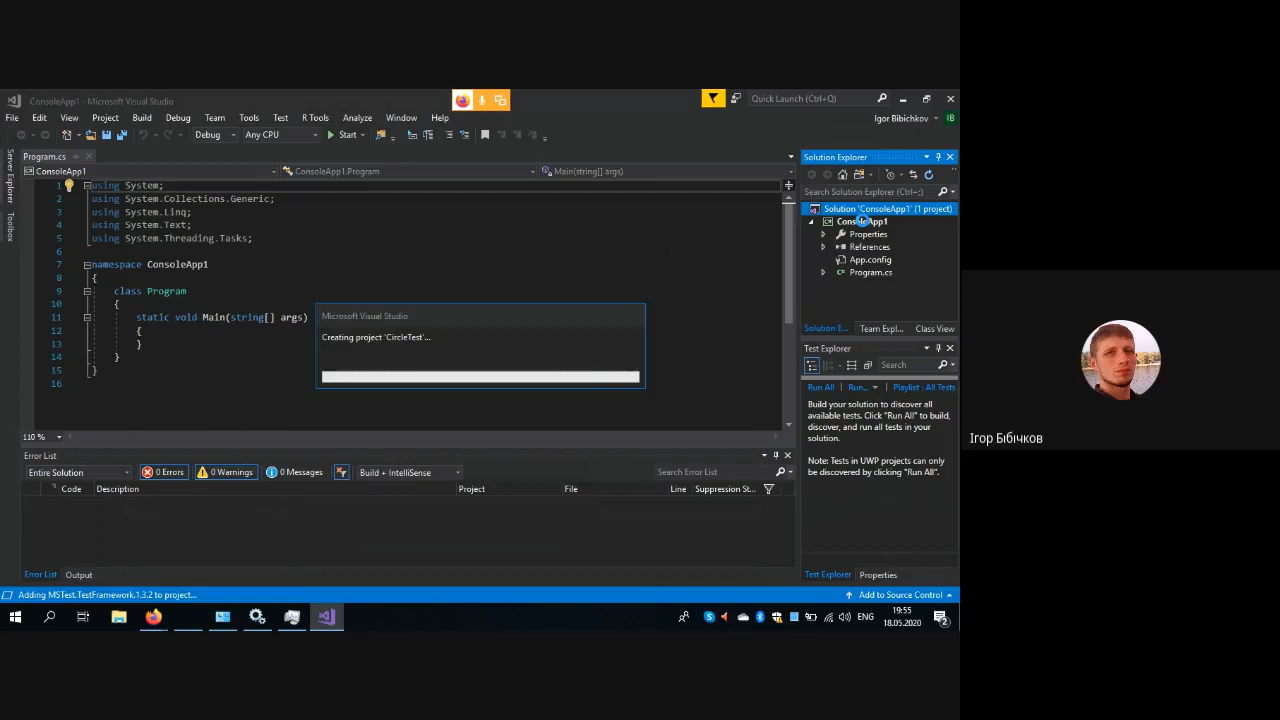 ConsoleApp1 - Microsoft Visual Studio
Quick Launch (Ctrl+Q)
File Edit View Project Build Debug Team Tools Test R Tools Analyze Window Help
Igor Bibichkov IB
Debug Any CPU Start
Server Explorer
Toolbox
Program.cs
ConsoleApp1 ConsoleApp1.Program Main(string[] args)
1 using System;
2 using System.Collections.Generic;
3 using System.Linq;
4 using System.Text;
5 using System.Threading.Tasks;
6
7 namespace ConsoleApp1
8 {
9 class Program
10 {
11 static void Main(string[] args)
12 {
13 }
14 }
15 }
16
110 %
Microsoft Visual Studio
Creating project 'CircleTest'...
Solution Explorer
Search Solution Explorer (Ctrl+;)
Solution 'ConsoleApp1' (1 project)
ConsoleApp1
Properties
References
App.config
Program.cs
Solution E... Team Expl... Class View
Test Explorer
Search
Run All Run... Playlist : All Tests
Build your solution to discover all
available tests. Click "Run All" to build,
discover, and run all tests in your
solution.
Note: Tests in UWP projects can only
be discovered by clicking "Run All".
Test Explorer Properties
Error List
Entire Solution 0 Errors 0 Warnings 0 Messages Build + IntelliSense Search Error List
Code Description Project File Line Suppression St...
Error List Output
Adding MSTest.TestFramework.1.3.2 to project...
Add to Source Control
ENG
19:55
18.05.2020
2
Ігор Бібічков